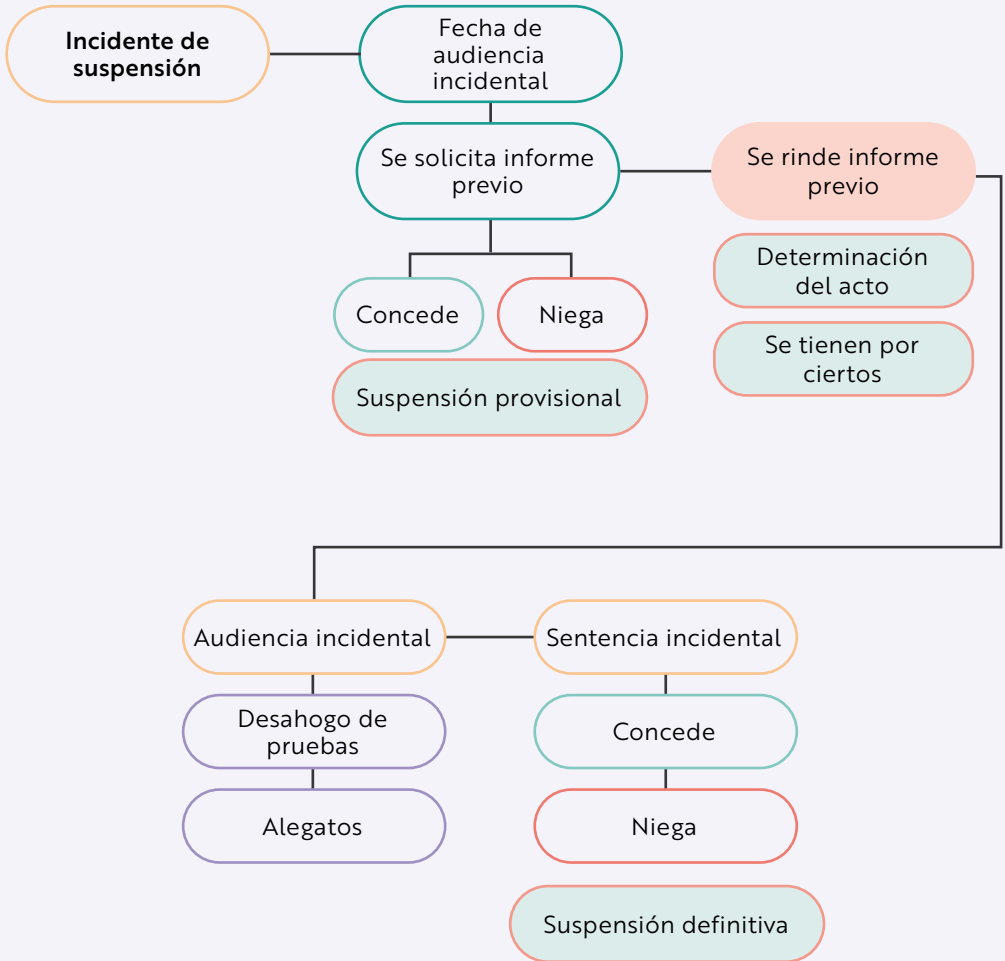 Incidente de
suspensión
Fecha de
audiencia
incidental
Se solicita informe
previo
Se rinde informe
previo
Determinación
del acto
Se tienen por
ciertos
Concede
Niega
Suspensión provisional
Audiencia incidental
Sentencia incidental
Desahogo de
pruebas
Concede
Alegatos
Niega
Suspensión definitiva